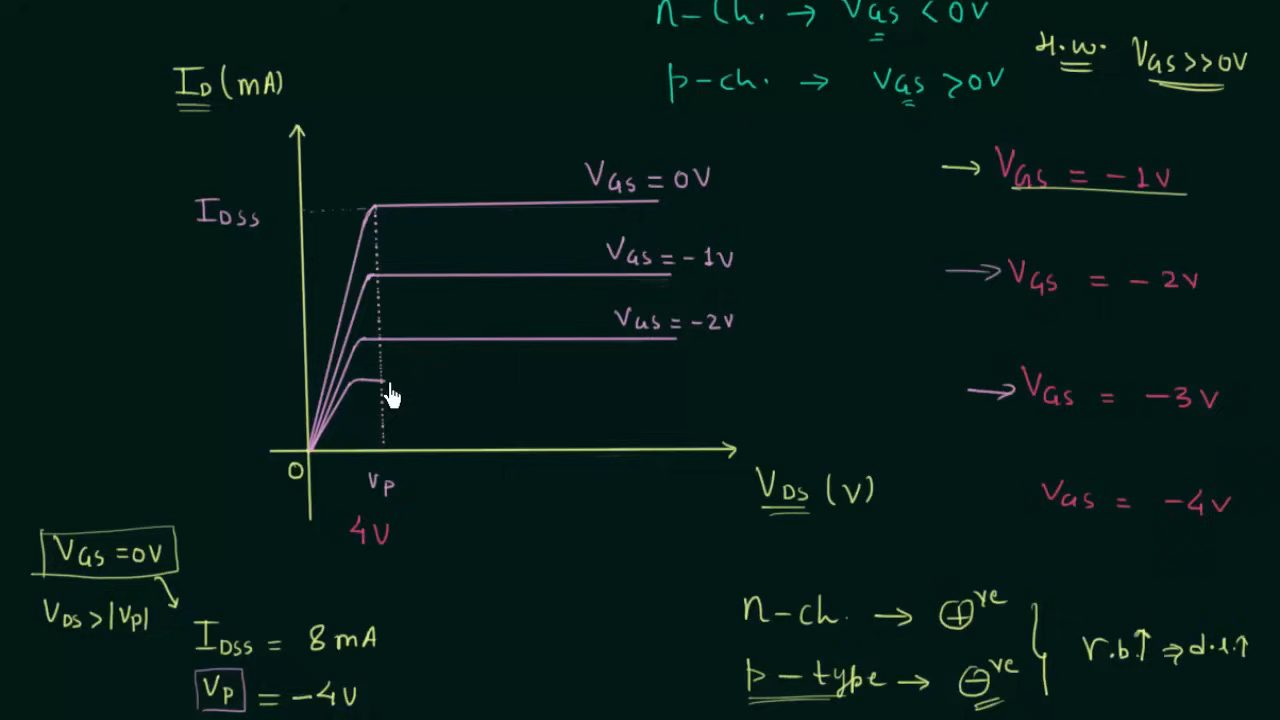 n-ch. → VGS < 0V
p-ch. → VGS > 0V
H.W. VGS >> 0V
ID (mA)
IDSS
VGS = 0V
VGS = -1V
VGS = -2V
0
VP
4V
VDS (V)
→ VGS = -1V
→ VGS = -2V
→ VGS = -3V
VGS = -4V
VGS = 0V
VDS > |VP|
IDSS = 8mA
VP = -4V
n-ch. → ⊕ve
p-type → ⊖ve
r.b.↑ ⇒ d.l.↑